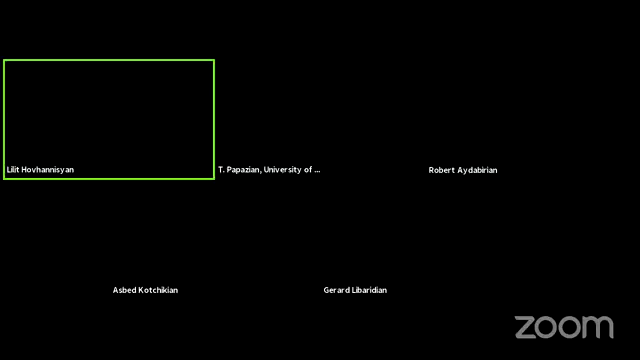 Lilit Hovhannisyan
T. Papazian, University of ...
Robert Aydabirian
Asbed Kotchikian
Gerard Libaridian
zoom